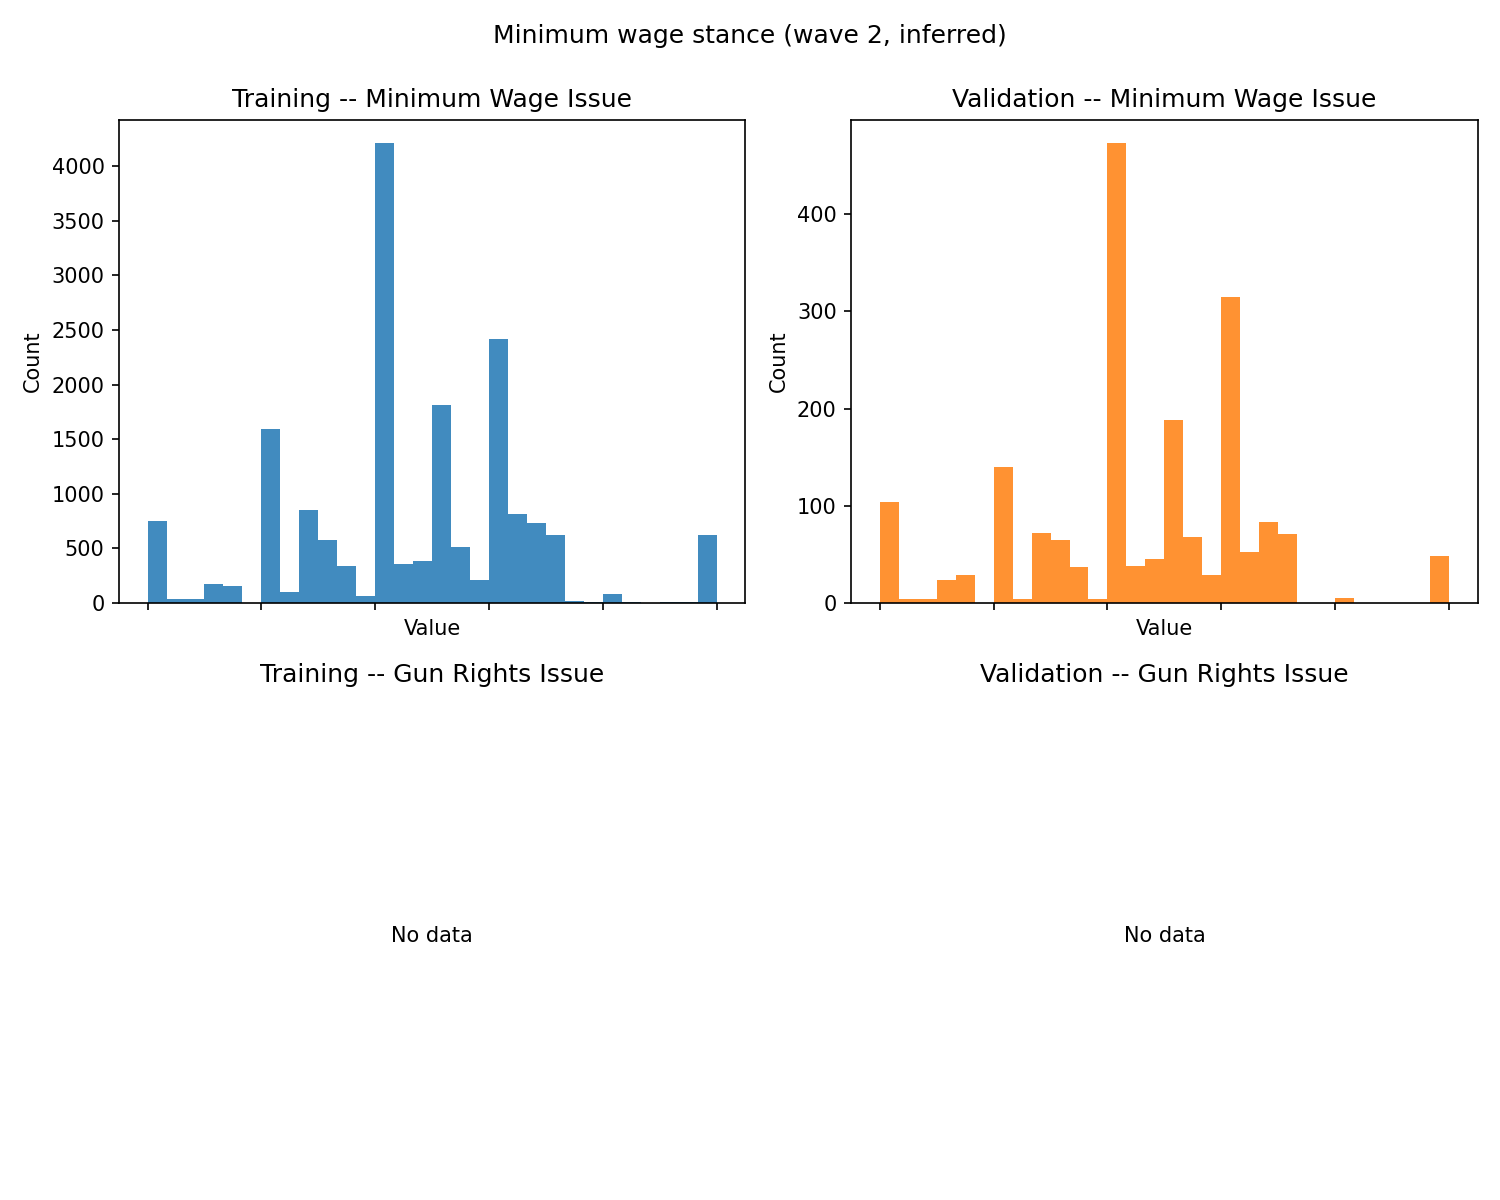 Minimum wage stance (wave 2, inferred)
Training -- Minimum Wage Issue
Count
4000
3500
3000
2500
2000
1500
1000
500
0
Value
Validation -- Minimum Wage Issue
Count
400
300
200
100
0
Value
Training -- Gun Rights Issue
No data
Validation -- Gun Rights Issue
No data